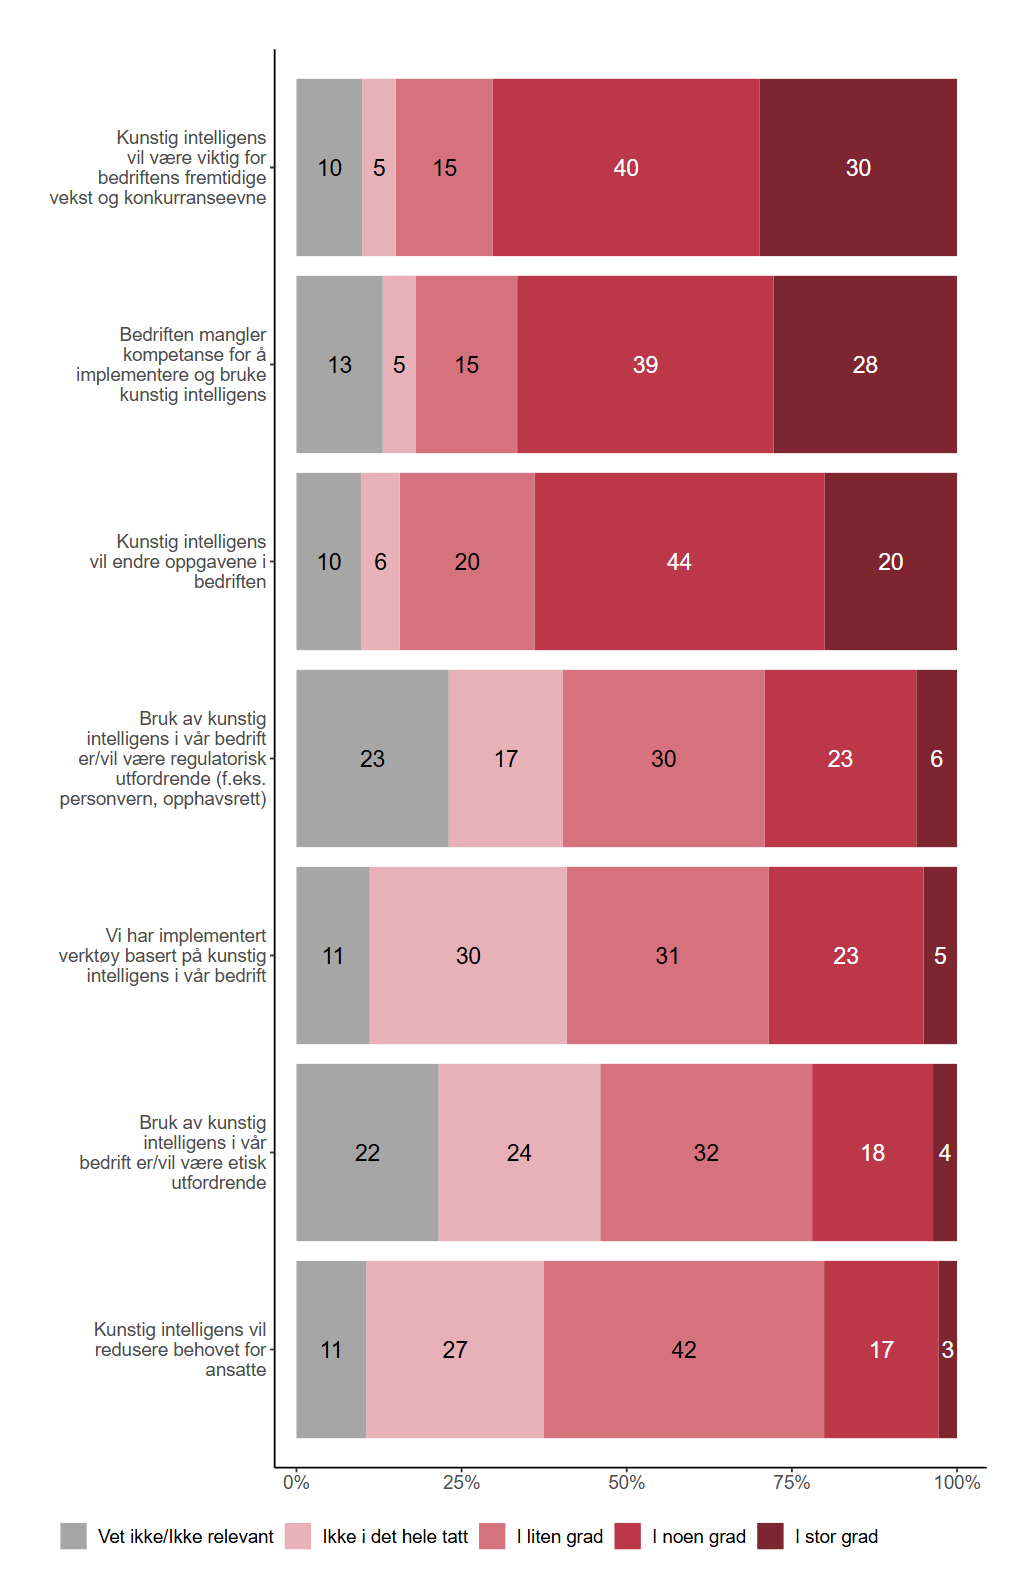 Kunstig intelligens
vil være viktig for
bedriftens fremtidige
vekst og konkurranseevne
10 5 15 40 30
Bedriften mangler
kompetanse for å
implementere og bruke
kunstig intelligens
13 5 15 39 28
Kunstig intelligens
vil endre oppgavene i
bedriften
10 6 20 44 20
Bruk av kunstig
intelligens i vår bedrift
er/vil være regulatorisk
utfordrende (f.eks.
personvern, opphavsrett)
23 17 30 23 6
Vi har implementert
verktøy basert på kunstig
intelligens i vår bedrift
11 30 31 23 5
Bruk av kunstig
intelligens i vår
bedrift er/vil være etisk
utfordrende
22 24 32 18 4
Kunstig intelligens vil
redusere behovet for
ansatte
11 27 42 17 3
0% 25% 50% 75% 100%
Vet ikke/Ikke relevant Ikke i det hele tatt I liten grad I noen grad I stor grad